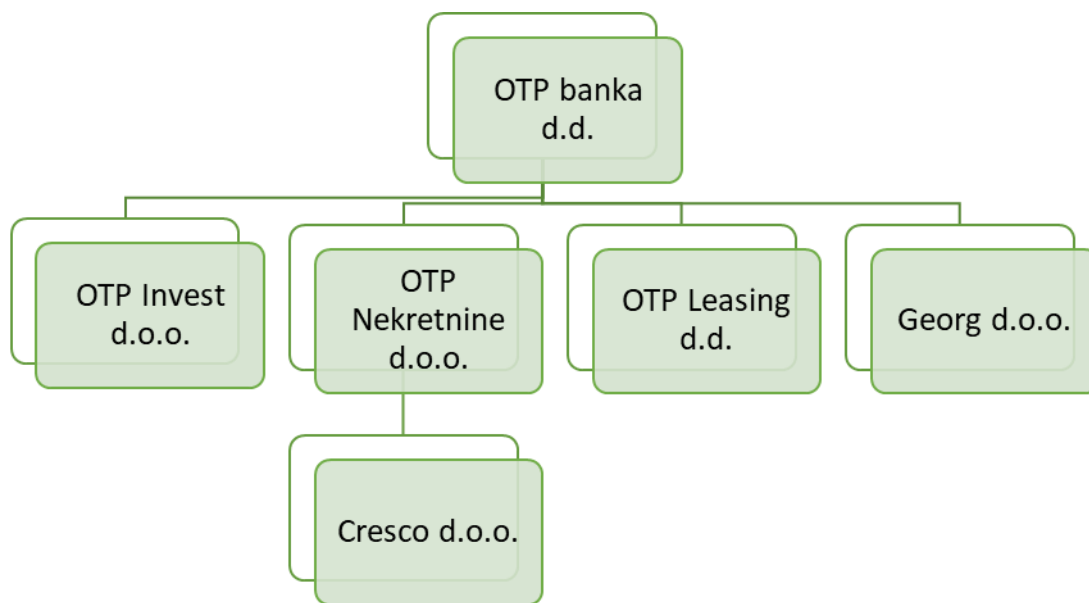 OTP banka
d.d.
OTP Invest
d.o.o.
OTP
Nekretnine
d.o.o.
OTP Leasing
d.d.
Georg d.o.o.
Cresco d.o.o.